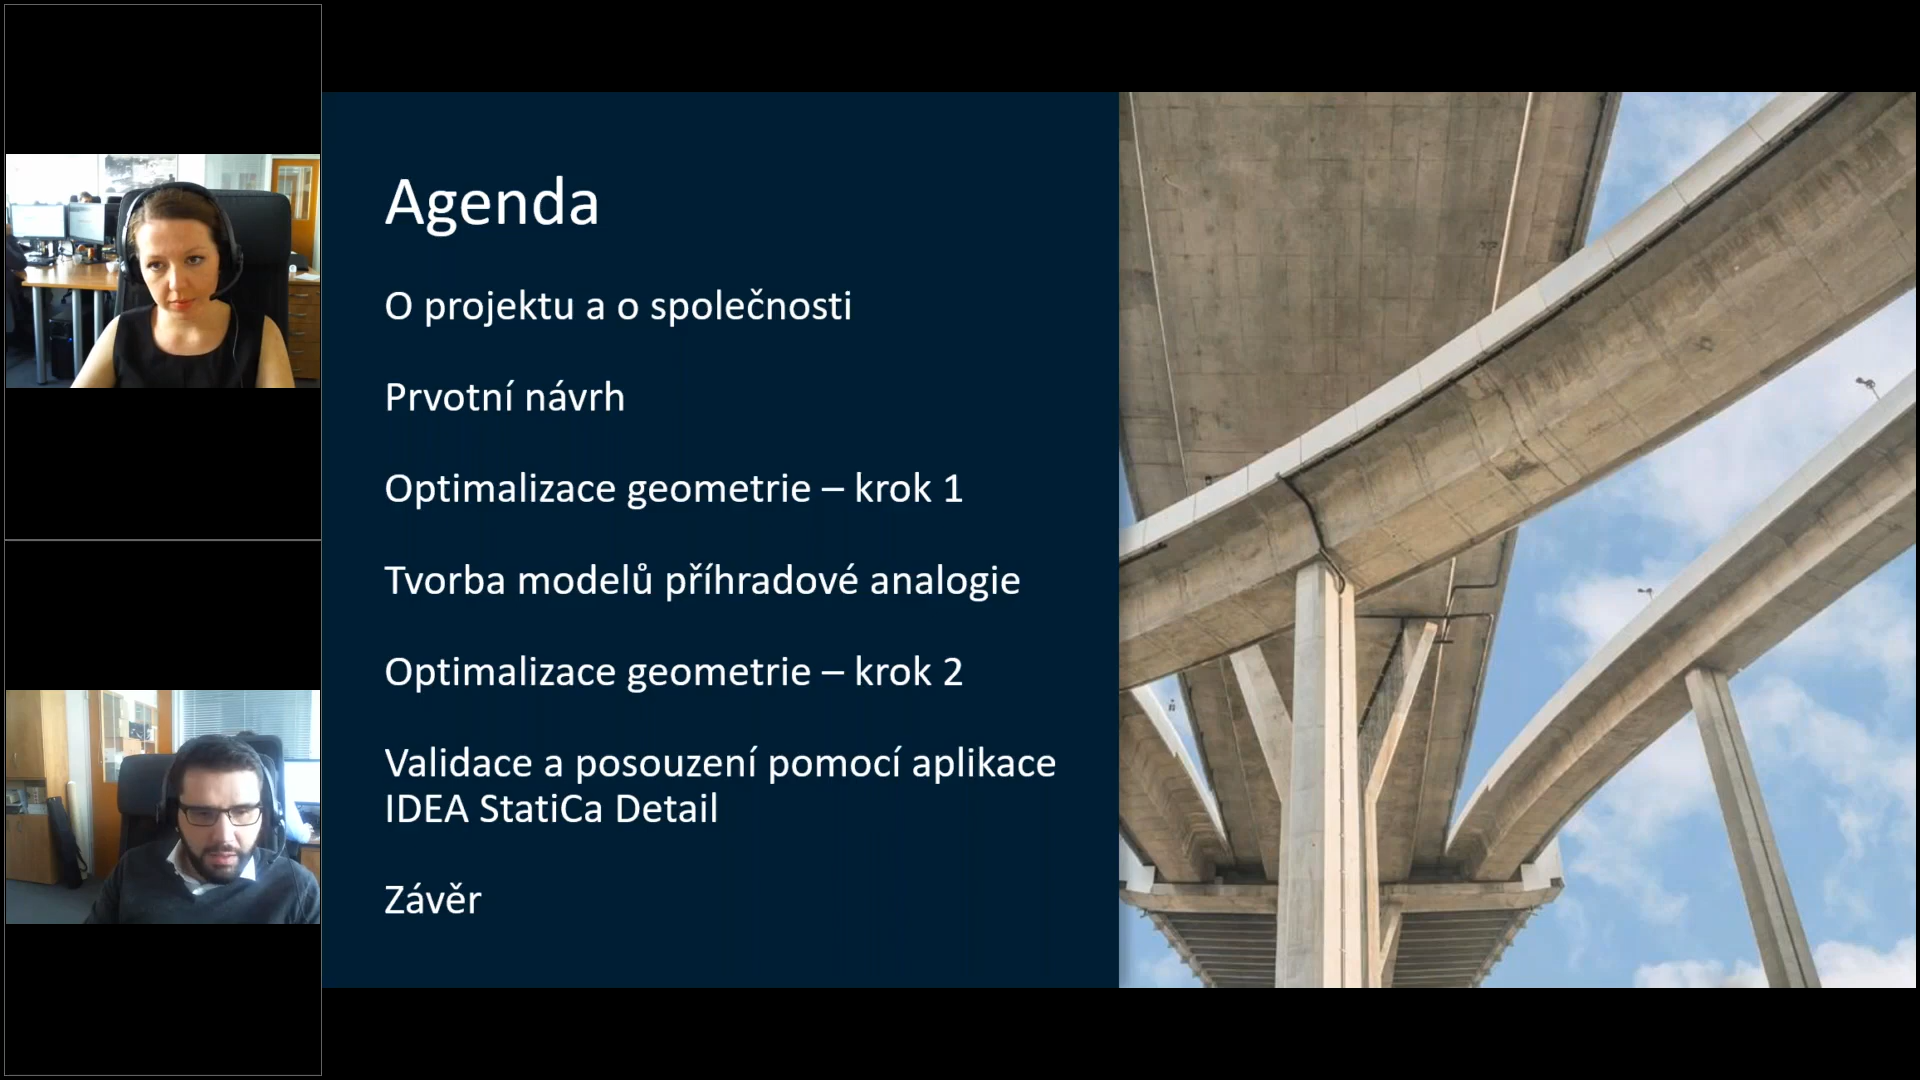 Agenda
O projektu a o společnosti
Prvotní návrh
Optimalizace geometrie – krok 1
Tvorba modelů příhradové analogie
Optimalizace geometrie – krok 2
Validace a posouzení pomocí aplikace
IDEA StatiCa Detail
Závěr